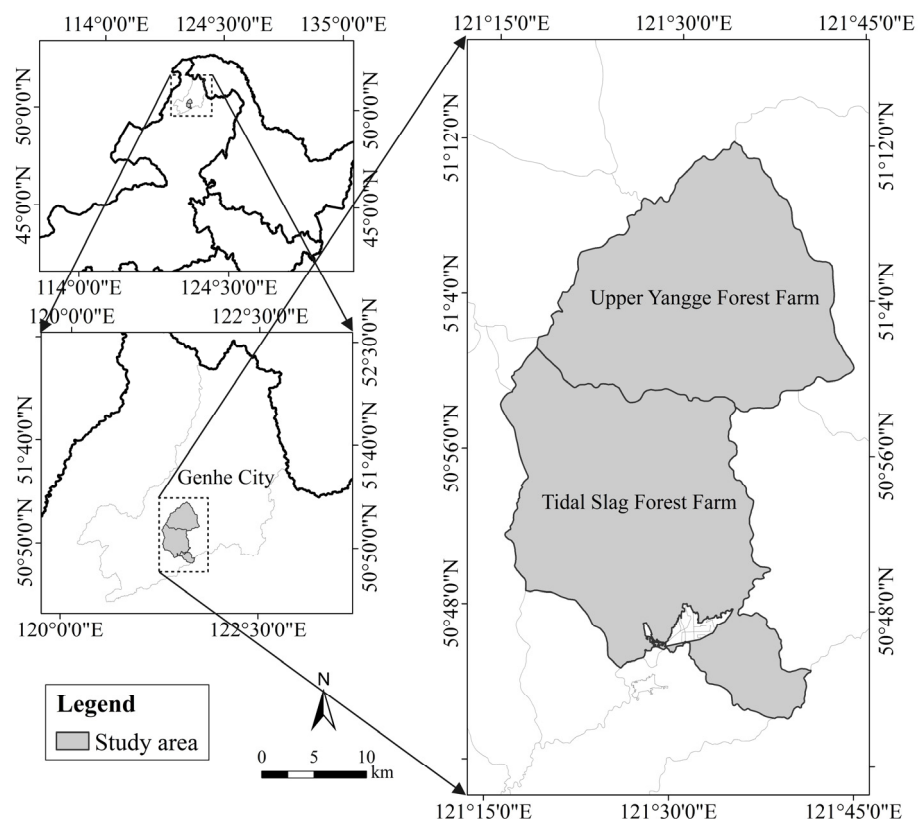 114°0'0"E 124°30'0"E 135°0'0"E
50°0'0"N
45°0'0"N
50°0'0"N
45°0'0"N
114°0'0"E 124°30'0"E
120°0'0"E 122°30'0"E
51°40'0"N
50°50'0"N
52°30'0"N
51°40'0"N
50°50'0"N
Genhe City
120°0'0"E 122°30'0"E
Legend
Study area
N
0 5 10
km
121°15'0"E 121°30'0"E 121°45'0"E
51°12'0"N
51°4'0"N
50°56'0"N
50°48'0"N
51°12'0"N
51°4'0"N
50°56'0"N
50°48'0"N
Upper Yangge Forest Farm
Tidal Slag Forest Farm
121°15'0"E 121°30'0"E 121°45'0"E